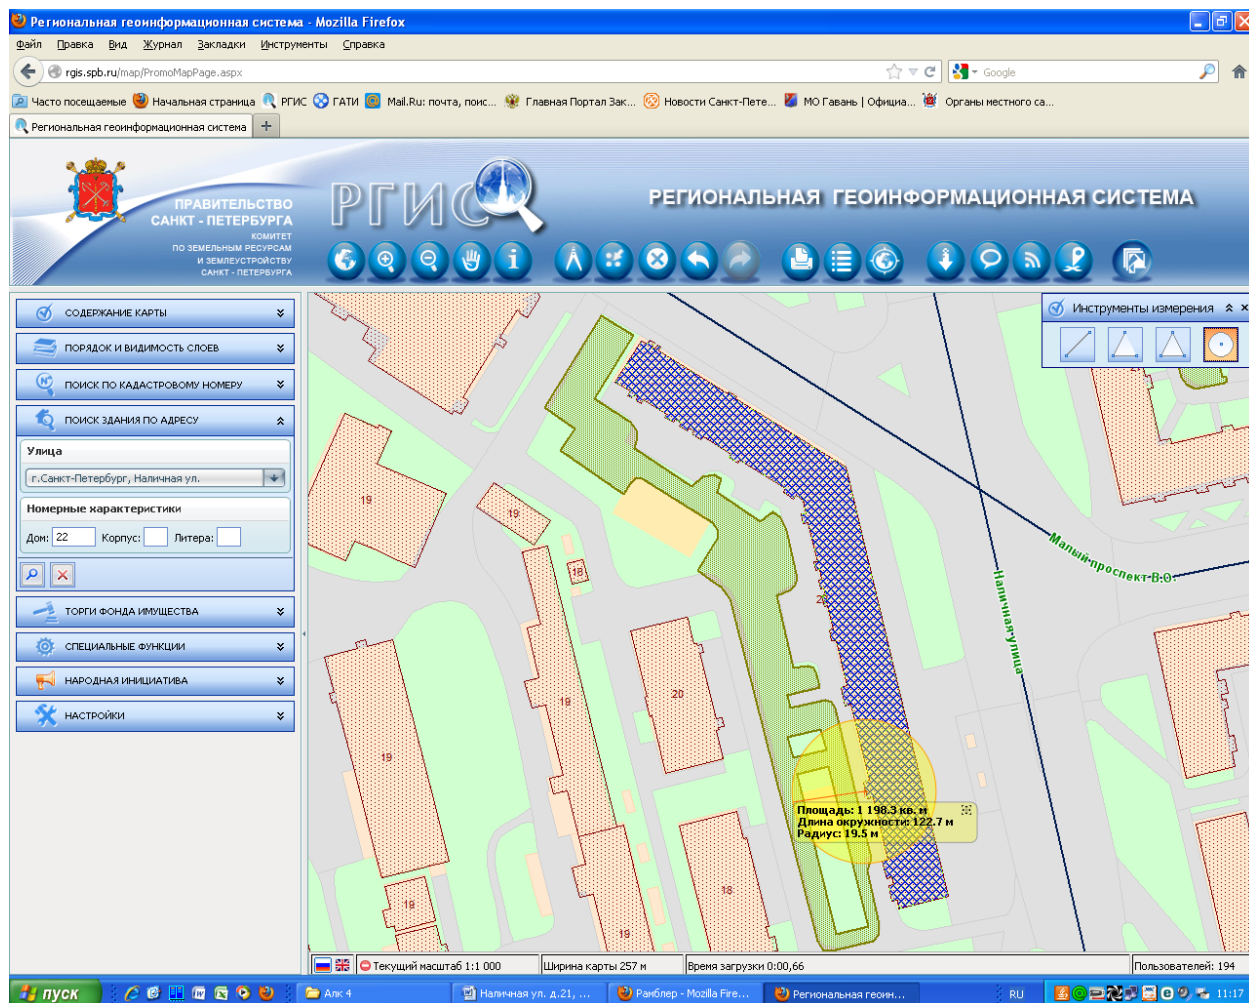 Региональная геоинформационная система - Mozilla Firefox
Файл Правка Вид Журнал Закладки Инструменты Справка
rgis.spb.ru/map/PromoMapPage.aspx
Google
Часто посещаемые Начальная страница РГИС ГАТИ Mail.Ru: почта, поис... Главная Портал Зак... Новости Санкт-Пете... МО Гавань | Официа... Органы местного са...
Региональная геоинформационная система
ПРАВИТЕЛЬСТВО
САНКТ - ПЕТЕРБУРГА
КОМИТЕТ
ПО ЗЕМЕЛЬНЫМ РЕСУРСАМ
И ЗЕМЛЕУСТРОЙСТВУ
САНКТ - ПЕТЕРБУРГА
РГИС
РЕГИОНАЛЬНАЯ ГЕОИНФОРМАЦИОННАЯ СИСТЕМА
СОДЕРЖАНИЕ КАРТЫ
ПОРЯДОК И ВИДИМОСТЬ СЛОЕВ
ПОИСК ПО КАДАСТРОВОМУ НОМЕРУ
ПОИСК ЗДАНИЯ ПО АДРЕСУ
Улица
г.Санкт-Петербург, Наличная ул.
Номерные характеристики
Дом: 22 Корпус: Литера:
ТОРГИ ФОНДА ИМУЩЕСТВА
СПЕЦИАЛЬНЫЕ ФУНКЦИИ
НАРОДНАЯ ИНИЦИАТИВА
НАСТРОЙКИ
Инструменты измерения
19
19
18
Малый проспект В.О.
Наличная улица
20
19
19
Площадь: 1 198.3 кв. м
Длина окружности: 122.7 м
Радиус: 19.5 м
19
18
19
Текущий масштаб 1:1 000 Ширина карты 257 м Время загрузки 0:00,66 Пользователей: 194
пуск Алк 4 Наличная ул. д.21, ... Рамблер - Mozilla Fire... Региональная геоин... RU 11:17